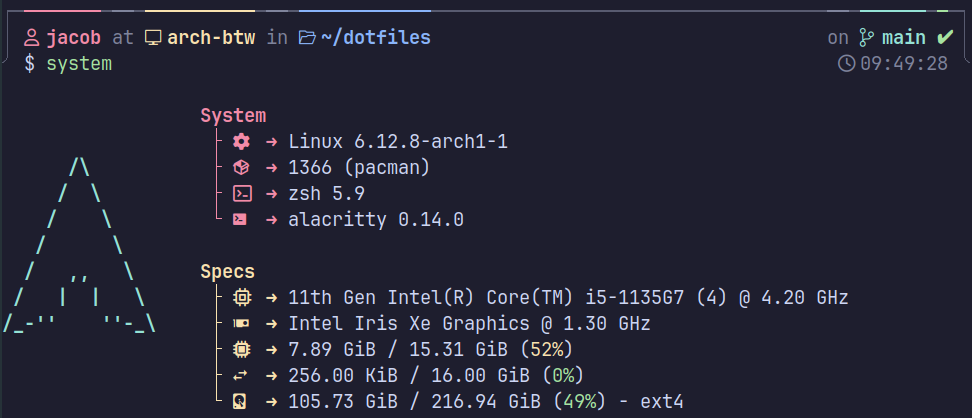 jacob at arch-btw in ~/dotfiles on main ✔
$ system 09:49:28
System
→ Linux 6.12.8-arch1-1
→ 1366 (pacman)
→ zsh 5.9
→ alacritty 0.14.0
Specs
→ 11th Gen Intel(R) Core(TM) i5-1135G7 (4) @ 4.20 GHz
→ Intel Iris Xe Graphics @ 1.30 GHz
→ 7.89 GiB / 15.31 GiB (52%)
→ 256.00 KiB / 16.00 GiB (0%)
→ 105.73 GiB / 216.94 GiB (49%) - ext4